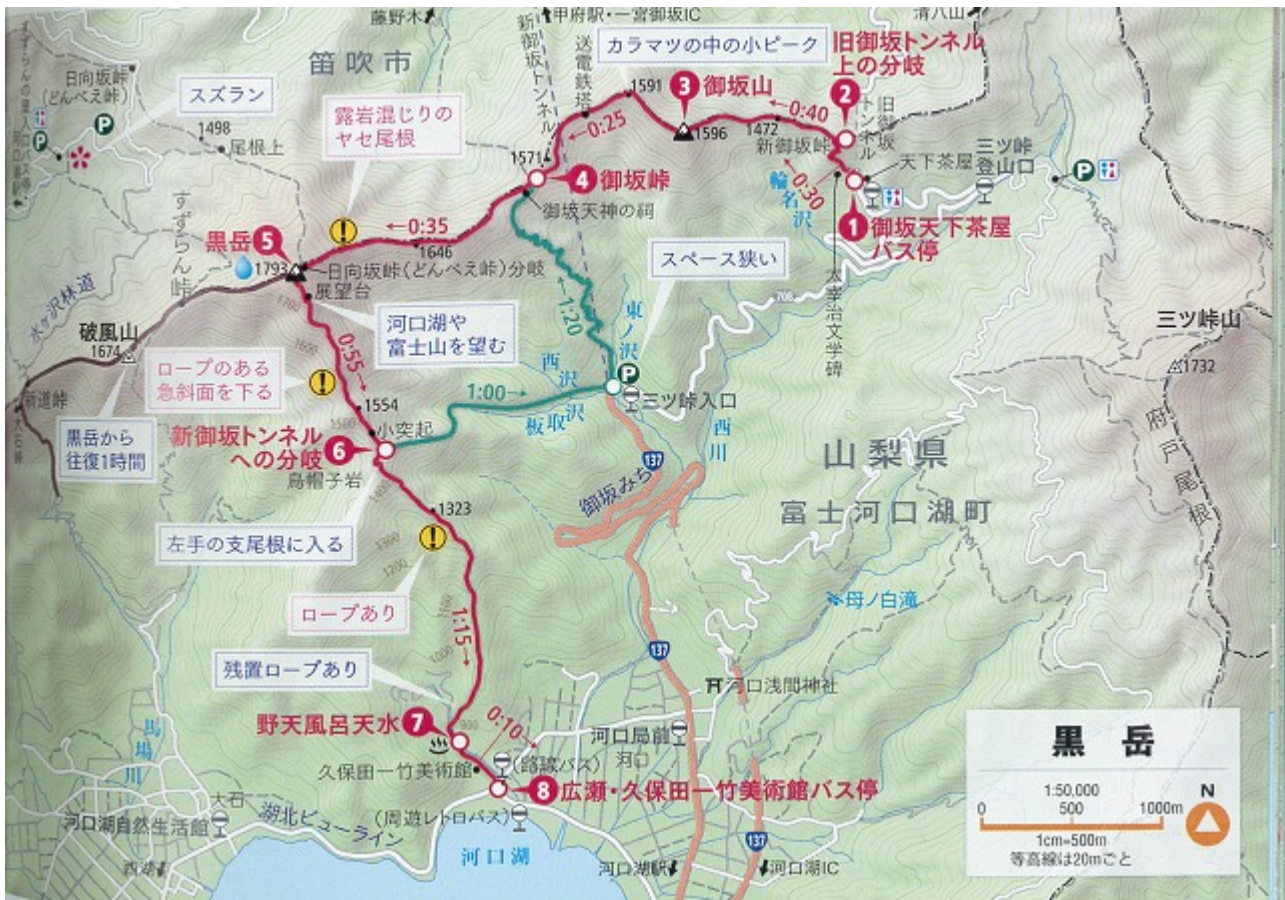 藤野木
甲府駅・一宮御坂IC
清八山
笛吹市
新御坂トンネル
送電鉄塔
カラマツの中の小ピーク
旧御坂トンネル
上の分岐
日向坂峠
(どんべえ峠)
スズラン
P
P
1498
尾根上
露岩混じりの
ヤセ尾根
1591
3 御坂山
1596
←0:40
1472
2
旧御坂
トンネル
←0:25
新御坂峠
天下茶屋
三ツ峠
登山口
P
1571
4 御坂峠
御坂天神の祠
←0:30
輪名沢
1 御坂天下茶屋
バス停
太宰治文学碑
すずらん峠
黒岳 5
←0:35
1646
1793
日向坂峠(どんべえ峠)分岐
展望台
1700
スペース狭い
708
水ヶ沢林道
破風山
1674
河口湖や
富士山を望む
←1:20
東ノ沢
三ツ峠山
1732
1600
0:55→
ロープのある
急斜面を下る
西沢
P
1:00→
三ツ峠入口
板取沢
新道峠
大石峠
1554
1500
小突起
黒岳から
往復1時間
新御坂トンネル
への分岐
6
烏帽子岩
西川
137
御坂みち
山梨県
富士河口湖町
府戸尾根
1323
左手の支尾根に入る
1300
1200
ロープあり
1:15→
母ノ白滝
1000
残置ロープあり
137
河口浅間神社
野天風呂天水 7
900
0:10→
河口局前
河口
(路線バス)
久保田一竹美術館
8 広瀬・久保田一竹美術館バス停
馬場川
大石
河口湖自然生活館
湖北ビューライン
(周遊レトロバス)
西湖
河口湖
河口湖駅
137
河口湖IC
黒岳
1:50,000
0 500 1000m
1cm=500m
等高線は20mごと
N